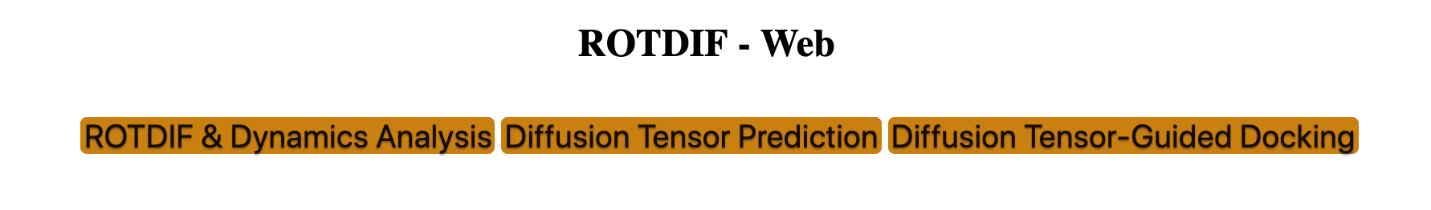 ROTDIF - Web
ROTDIF & Dynamics Analysis Diffusion Tensor Prediction Diffusion Tensor-Guided Docking